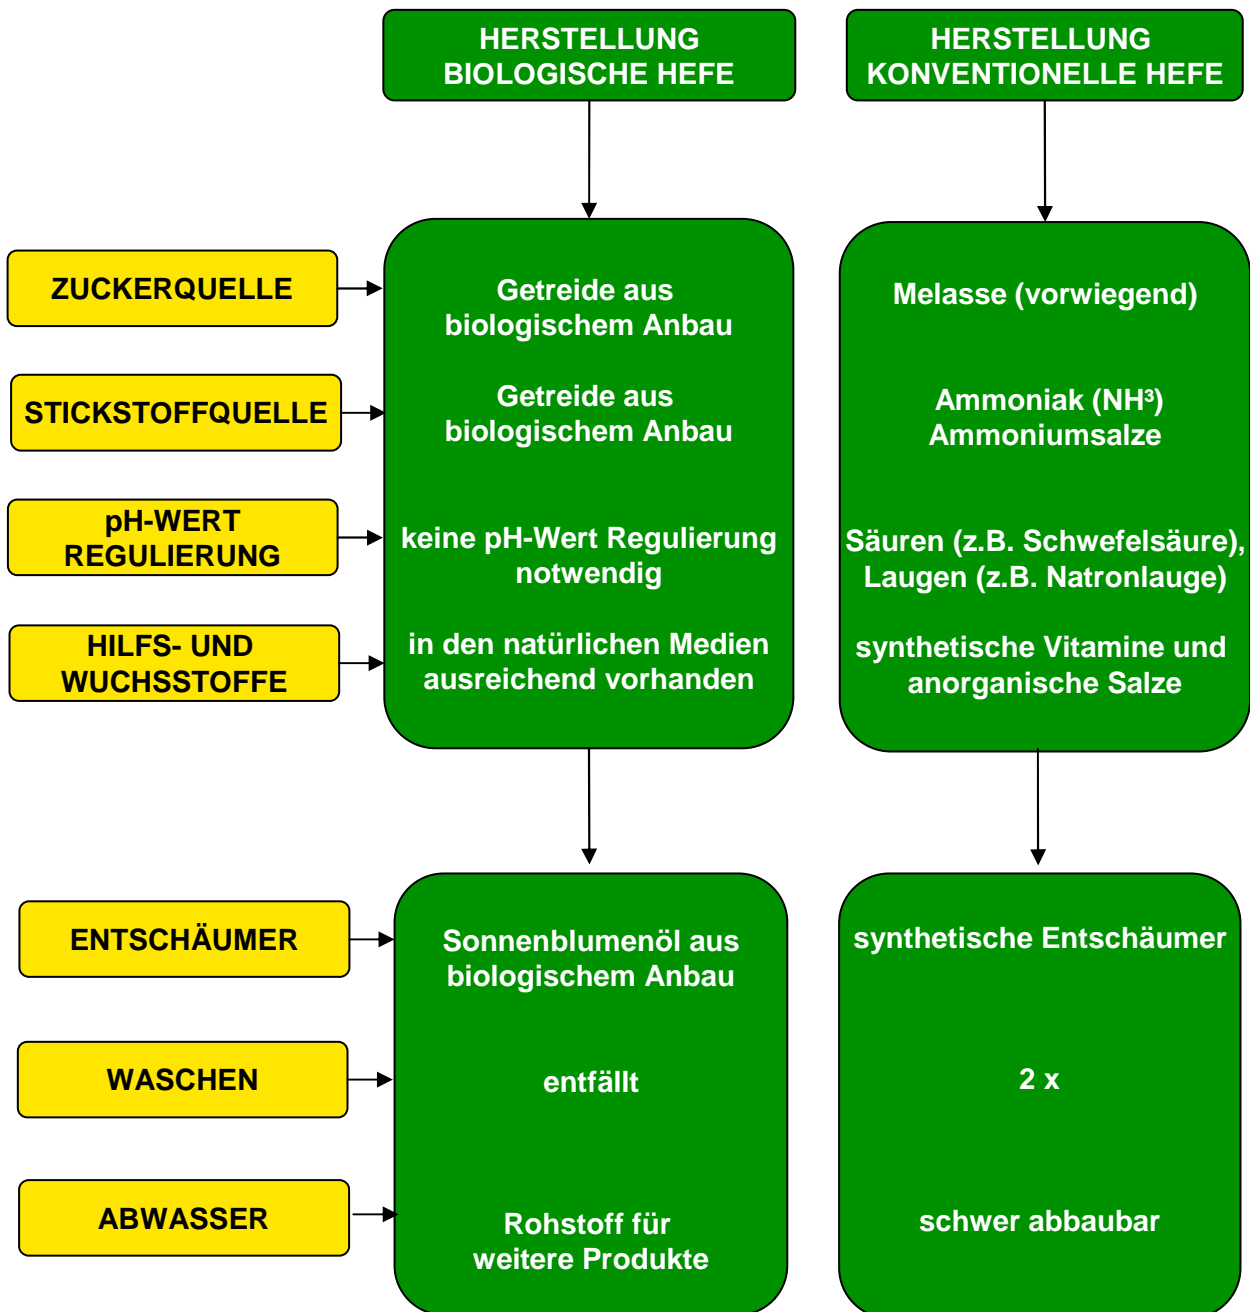 HERSTELLUNG
BIOLOGISCHE HEFE
HERSTELLUNG
KONVENTIONELLE HEFE
ZUCKERQUELLE
Getreide aus
biologischem Anbau
Melasse (vorwiegend)
STICKSTOFFQUELLE
Getreide aus
biologischem Anbau
Ammoniak (NH³)
Ammoniumsalze
pH-WERT
REGULIERUNG
keine pH-Wert Regulierung
notwendig
Säuren (z.B. Schwefelsäure),
Laugen (z.B. Natronlauge)
HILFS- UND
WUCHSSTOFFE
in den natürlichen Medien
ausreichend vorhanden
synthetische Vitamine und
anorganische Salze
ENTSCHÄUMER
Sonnenblumenöl aus
biologischem Anbau
synthetische Entschäumer
WASCHEN
entfällt
2 x
ABWASSER
Rohstoff für
weitere Produkte
schwer abbaubar